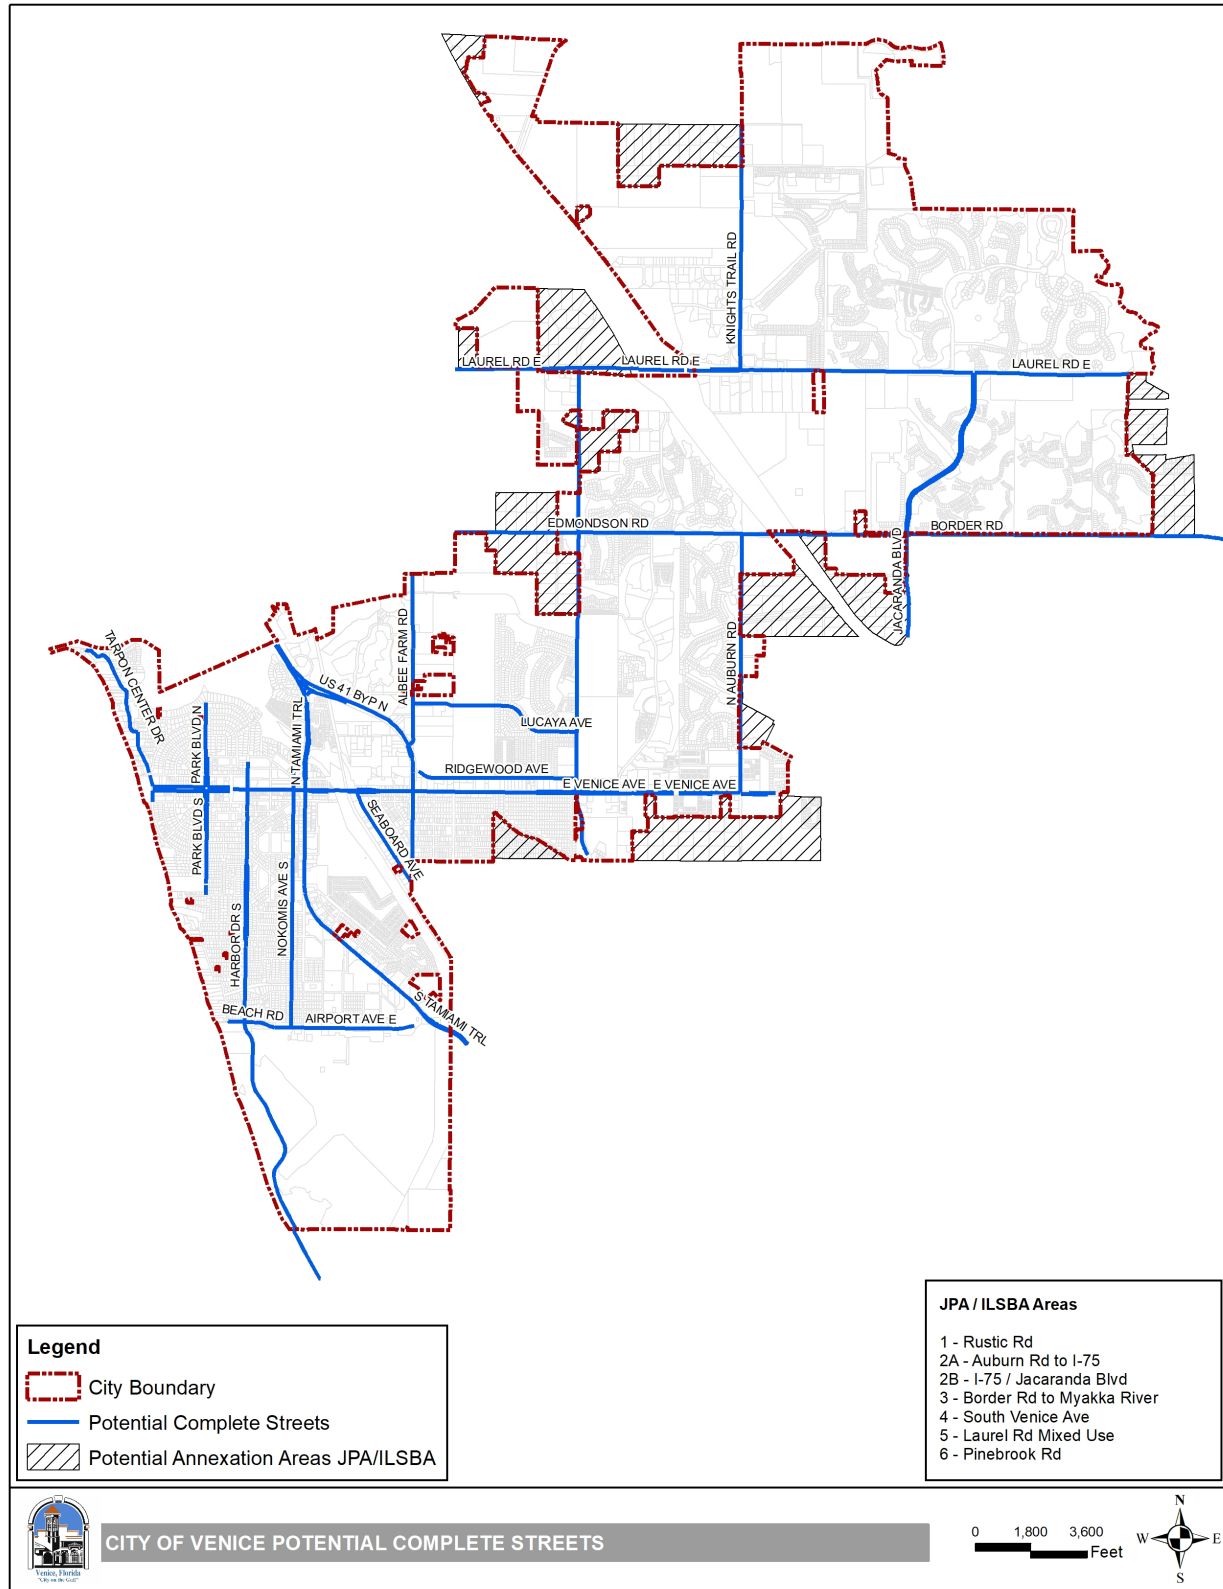 KNIGHTS TRAIL RD
LAUREL RD E
LAUREL RD E
LAUREL RD E
EDMONDSON RD
BORDER RD
JACARANDA BLVD
ALBEE FARM RD
N AUBURN RD
TARPON CENTER DR
US 41 BYP N
N TAMIAMI TRL
PARK BLVD N
LUCAYA AVE
RIDGEWOOD AVE
E VENICE AVE
E VENICE AVE
PARK BLVD S
SEABOARD AVE
NOKOMIS AVE S
HARBOR DR S
BEACH RD
AIRPORT AVE E
S TAMIAMI TRL
JPA / ILSBA Areas
1 - Rustic Rd
2A - Auburn Rd to I-75
2B - I-75 / Jacaranda Blvd
3 - Border Rd to Myakka River
4 - South Venice Ave
5 - Laurel Rd Mixed Use
6 - Pinebrook Rd
Legend
City Boundary
Potential Complete Streets
Potential Annexation Areas JPA/ILSBA
Venice, Florida
"City on the Gulf"
CITY OF VENICE POTENTIAL COMPLETE STREETS
0 1,800 3,600
Feet
N
W E
S